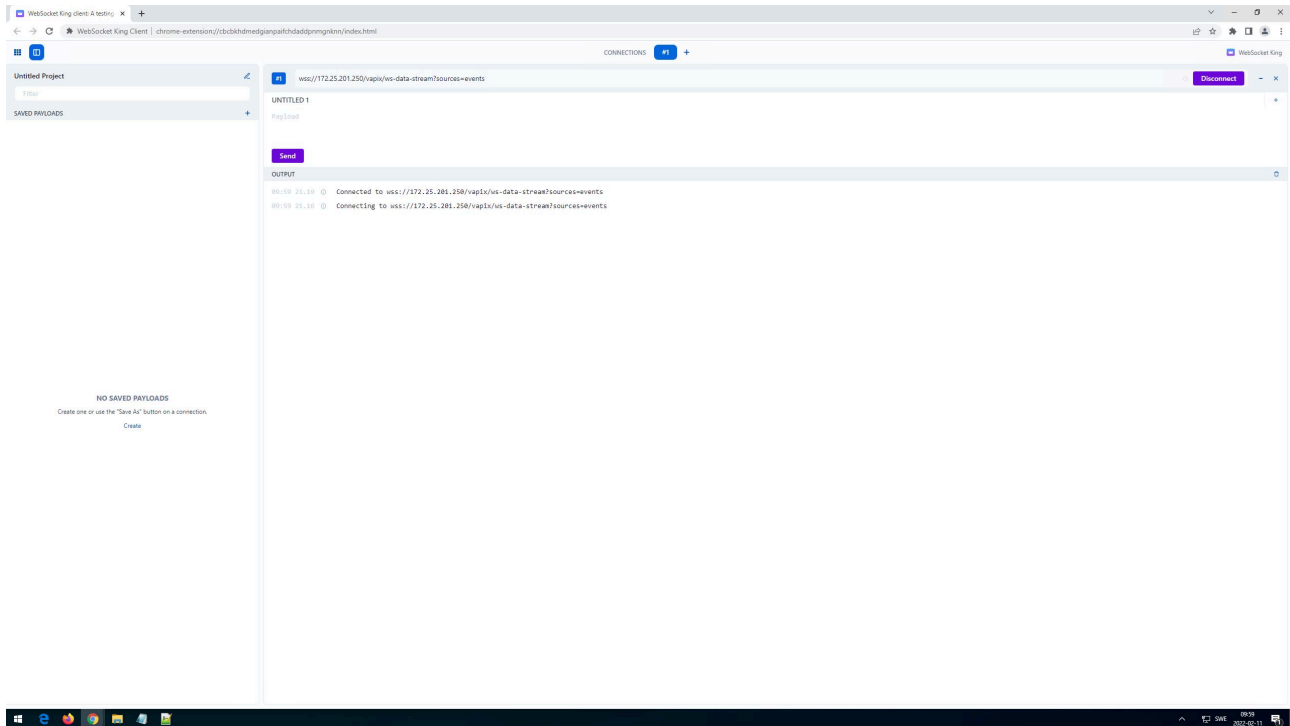 WebSocket King client: A testing
WebSocket King Client | chrome-extension://cbcbkhdmedgianpaifchdaddpnmgnknn/index.html
CONNECTIONS #1 +
WebSocket King
Untitled Project
Filter
SAVED PAYLOADS +
NO SAVED PAYLOADS
Create one or use the "Save As" button on a connection.
Create
#1 wss://172.25.201.250/vapix/ws-data-stream?sources=events
Disconnect
UNTITLED 1
Payload
Send
OUTPUT
Connected to wss://172.25.201.250/vapix/ws-data-stream?sources=events
09:59 21.16 Connecting to wss://172.25.201.250/vapix/ws-data-stream?sources=events
SWE
09:59
2022-02-11